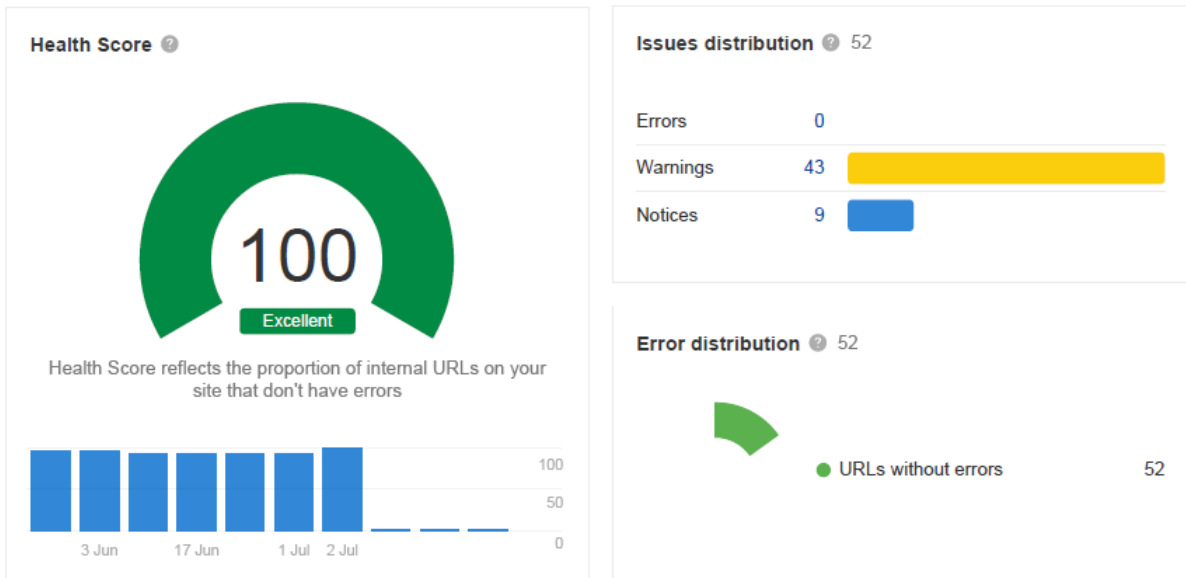 Health Score ?
100
Excellent
Health Score reflects the proportion of internal URLs on your
site that don't have errors
100
50
0
3 Jun 17 Jun 1 Jul 2 Jul
Issues distribution ? 52
Errors 0
Warnings 43
Notices 9
Error distribution ? 52
URLs without errors 52